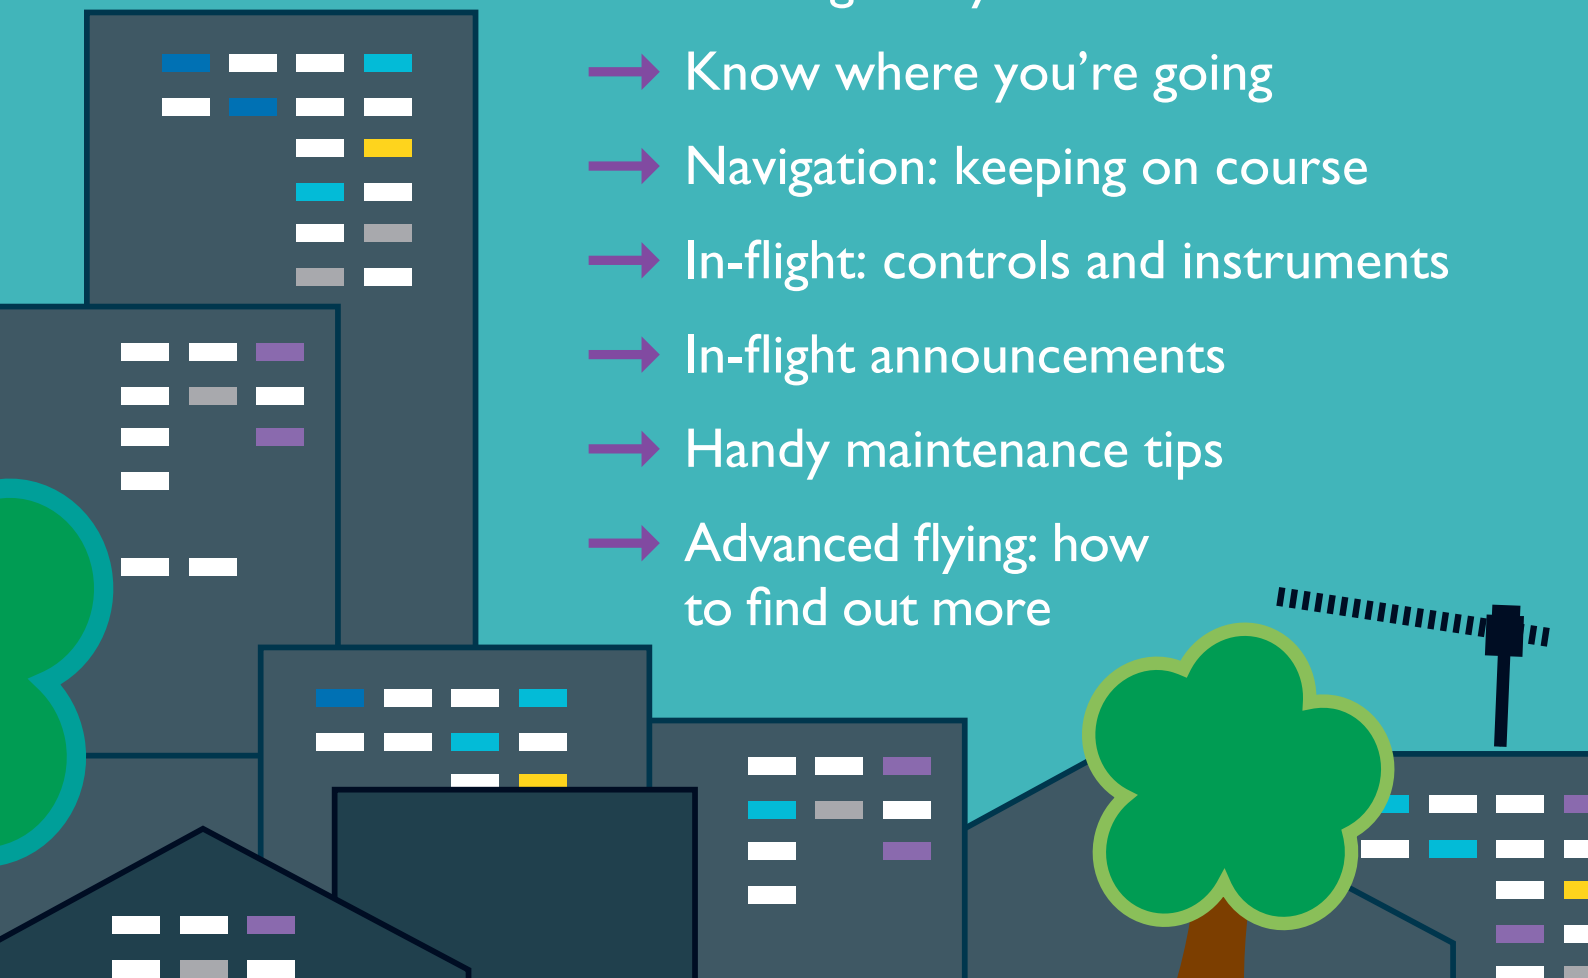 Know where you’re going
Navigation: keeping on course
In-flight: controls and instruments
In-flight announcements
Handy maintenance tips
Advanced flying: how
to find out more